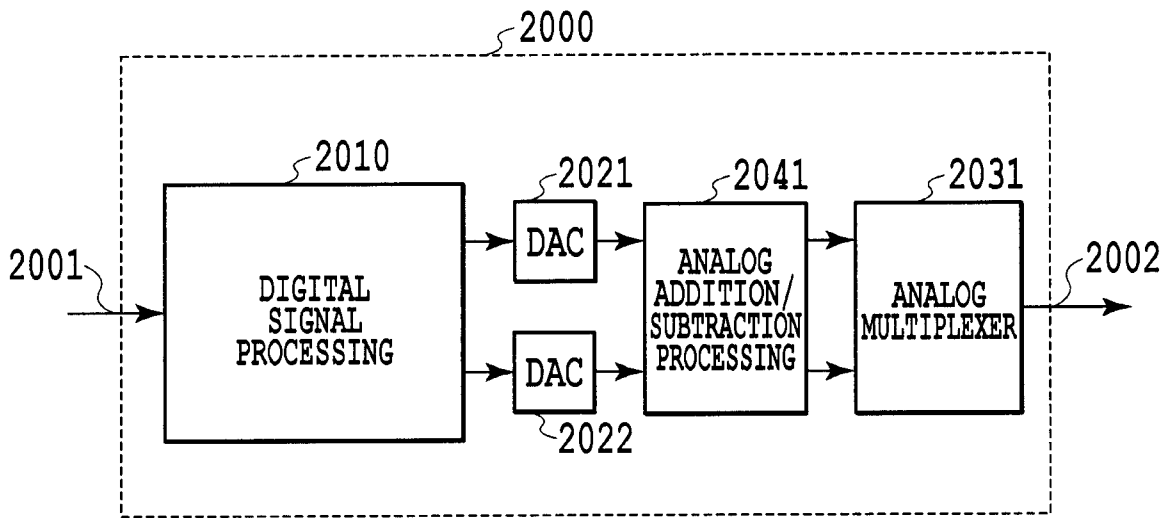 2000
2010
2021
2041
2031
2001
DIGITAL
SIGNAL
PROCESSING
DAC
DAC
2022
ANALOG
ADDITION/
SUBTRACTION
PROCESSING
ANALOG
MULTIPLEXER
2002